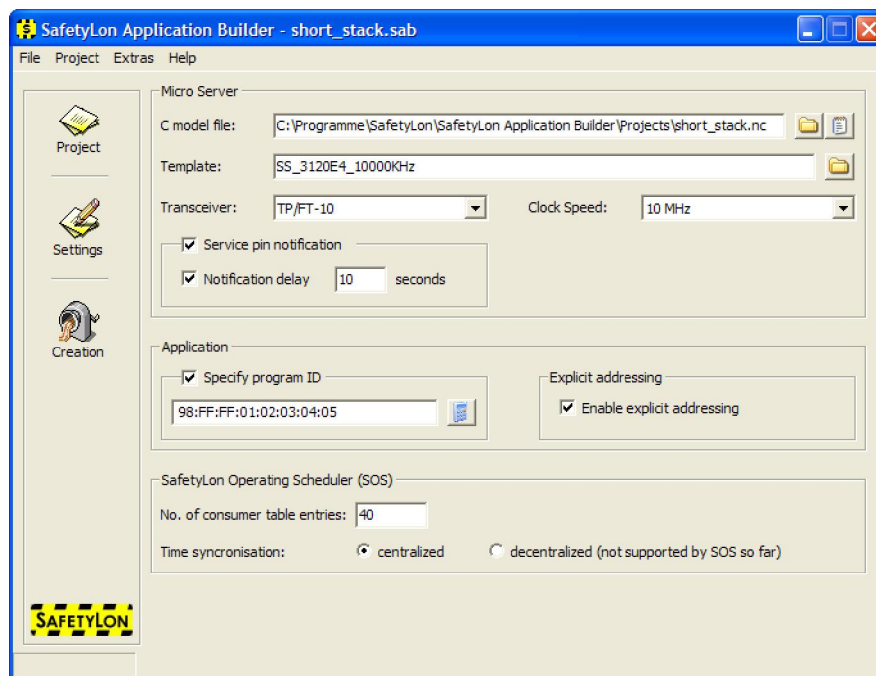 SafetyLon Application Builder - short_stack.sab
File Project Extras Help
Project
Settings
Creation
SAFETYLON
Micro Server
C model file: C:\Programme\SafetyLon\SafetyLon Application Builder\Projects\short_stack.nc
Template: SS_3120E4_10000KHz
Transceiver: TP/FT-10 Clock Speed: 10 MHz
Service pin notification
Notification delay 10 seconds
Application
Specify program ID Explicit addressing
98:FF:FF:01:02:03:04:05 Enable explicit addressing
SafetyLon Operating Scheduler (SOS)
No. of consumer table entries: 40
Time syncronisation: centralized decentralized (not supported by SOS so far)